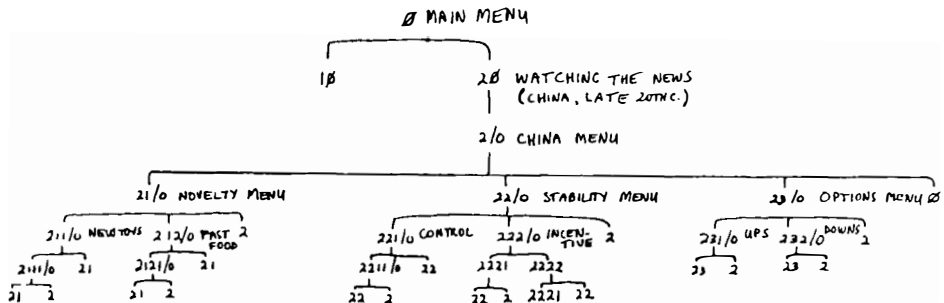 Ø MAIN MENU
1Ø 2Ø WATCHING THE NEWS
(CHINA, LATE 20TH C.)
2/0 CHINA MENU
21/0 NOVELTY MENU 22/0 STABILITY MENU 23/0 OPTIONS MENU Ø
211/0 NEW TOYS 212/0 FAST FOOD 2 221/0 CONTROL 222/0 INCEN-TIVE 2 231/0 UPS 232/0 DOWNS 2
2111/0 21 2121/0 21 2211/0 22 2221 2222 23 2 23 2
21 2 21 2 22 2 22 2 2221 22